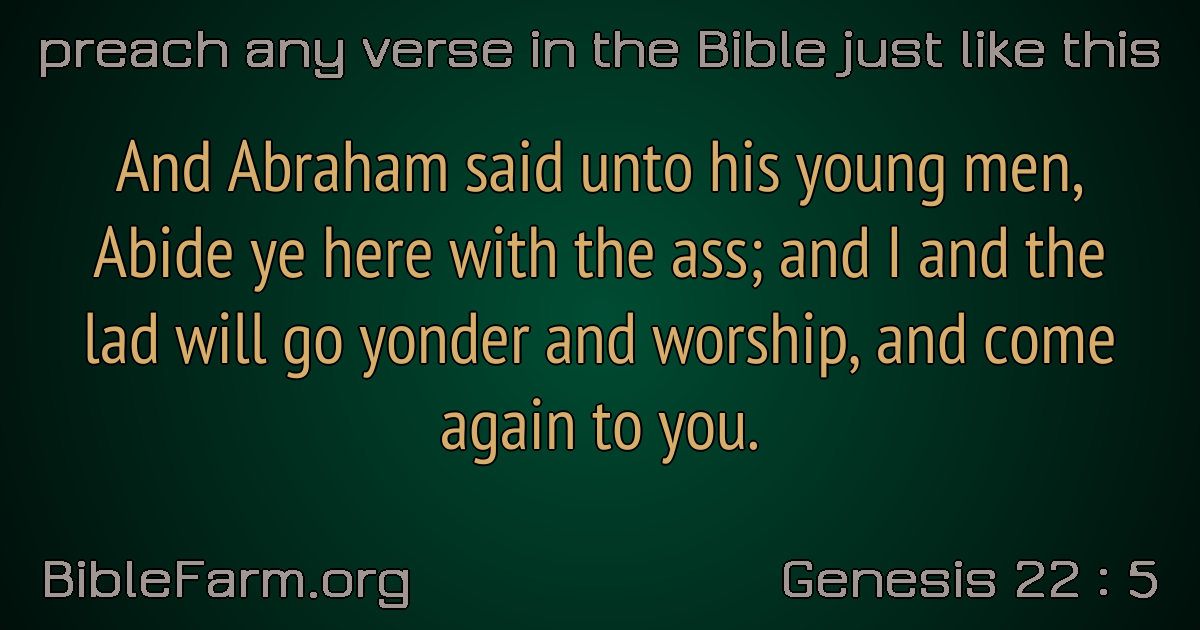 preach any verse in the Bible just like this
And Abraham said unto his young men,
Abide ye here with the ass; and I and the
lad will go yonder and worship, and come
again to you.
BibleFarm.org
Genesis 22 : 5